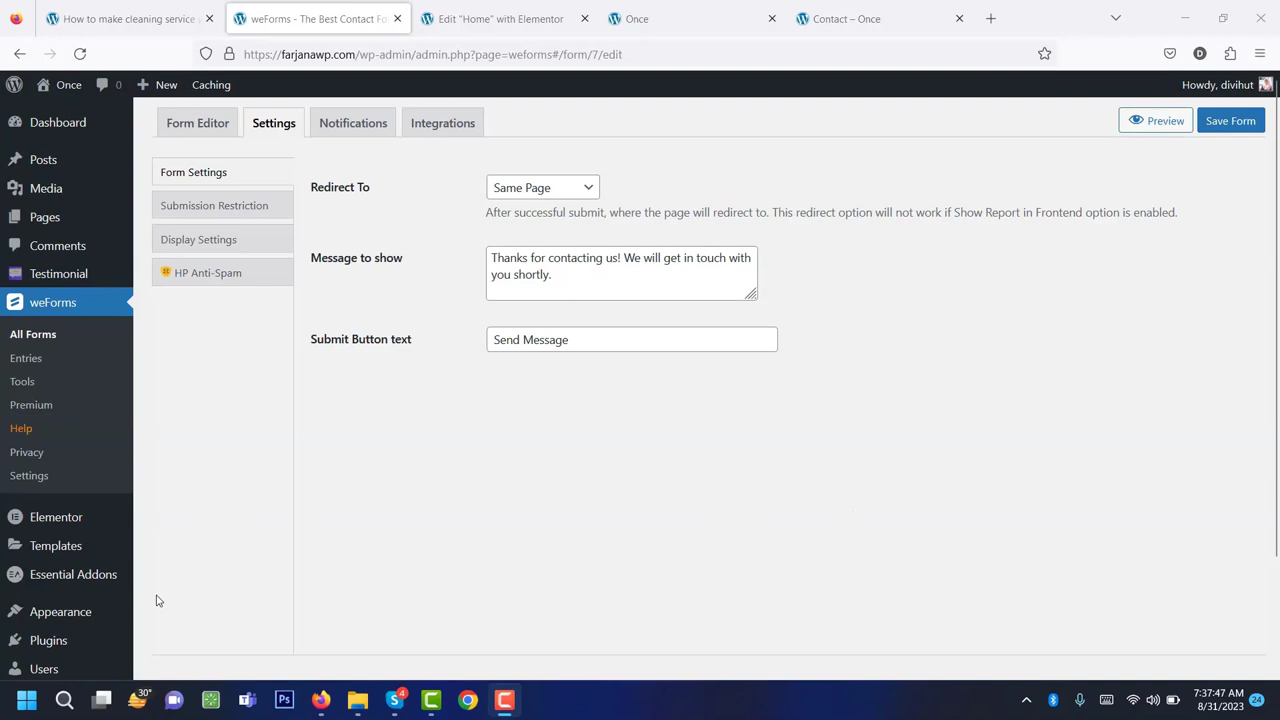 How to make cleaning service
weForms - The Best Contact Fo
Edit "Home" with Elementor
Once
Contact – Once
https://farjanawp.com/wp-admin/admin.php?page=weforms#/form/7/edit
Once
0
New
Caching
Howdy, divihut
Dashboard
Posts
Media
Pages
Comments
Testimonial
weForms
All Forms
Entries
Tools
Premium
Help
Privacy
Settings
Elementor
Templates
Essential Addons
Appearance
Plugins
Users
Form Editor
Settings
Notifications
Integrations
Preview
Save Form
Form Settings
Submission Restriction
Display Settings
HP Anti-Spam
Redirect To
Same Page
After successful submit, where the page will redirect to. This redirect option will not work if Show Report in Frontend option is enabled.
Message to show
Thanks for contacting us! We will get in touch with
you shortly.
Submit Button text
Send Message
30°
Ps
4
7:37:47 AM
8/31/2023
24